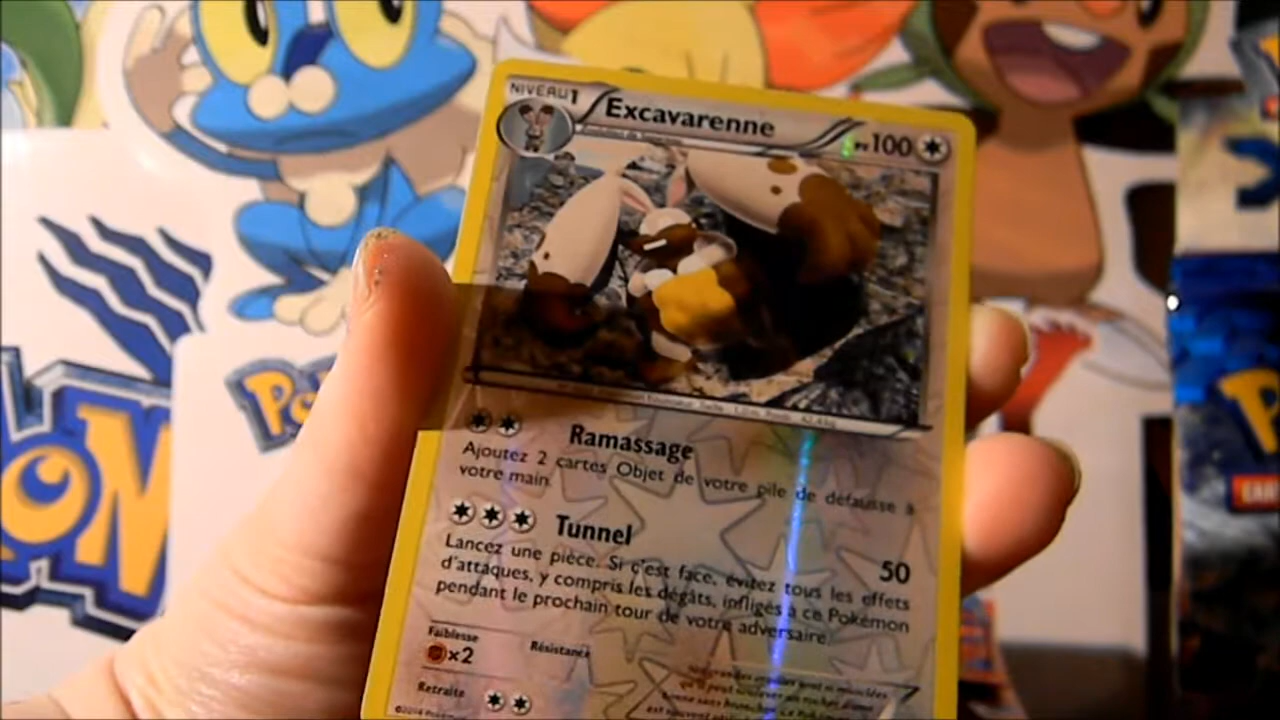 NIVEAU 1
Excavarenne
PV100
Ramassage
Ajoutez 2 cartes Objet de votre pile de défausse à
votre main.
Tunnel
50
Lancez une pièce. Si c'est face, évitez tous les effets
d'attaques, y compris les dégâts, infligés à ce Pokémon
pendant le prochain tour de votre adversaire.
Faiblesse
×2
Résistance
Retraite